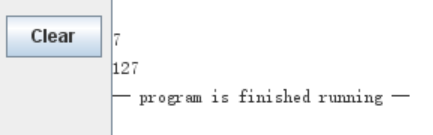 Clear
7
127
— program is finished running —